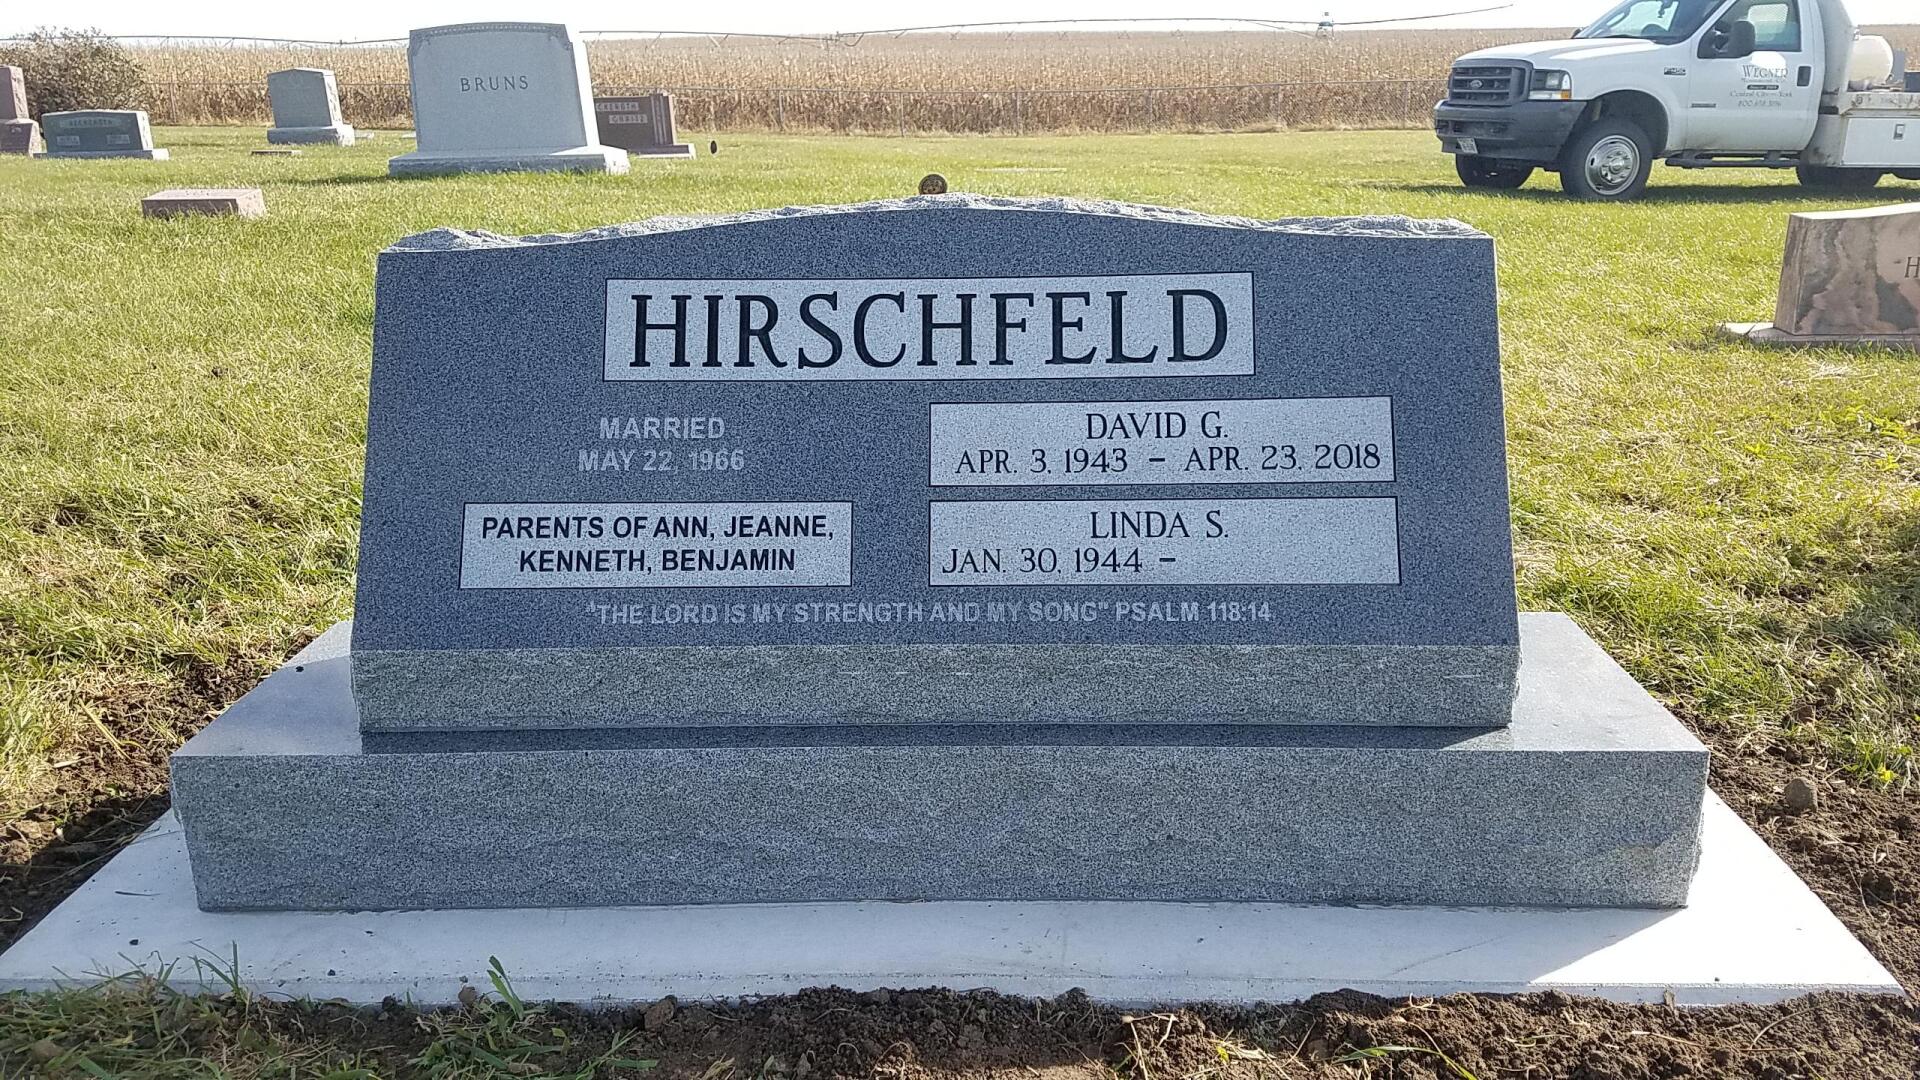 BRUNS
WEGNER
HIRSCHFELD
MARRIED
MAY 22, 1966
DAVID G.
APR. 3, 1943 – APR. 23, 2018
PARENTS OF ANN, JEANNE,
KENNETH, BENJAMIN
LINDA S.
JAN. 30, 1944 –
"THE LORD IS MY STRENGTH AND MY SONG" PSALM 118:14